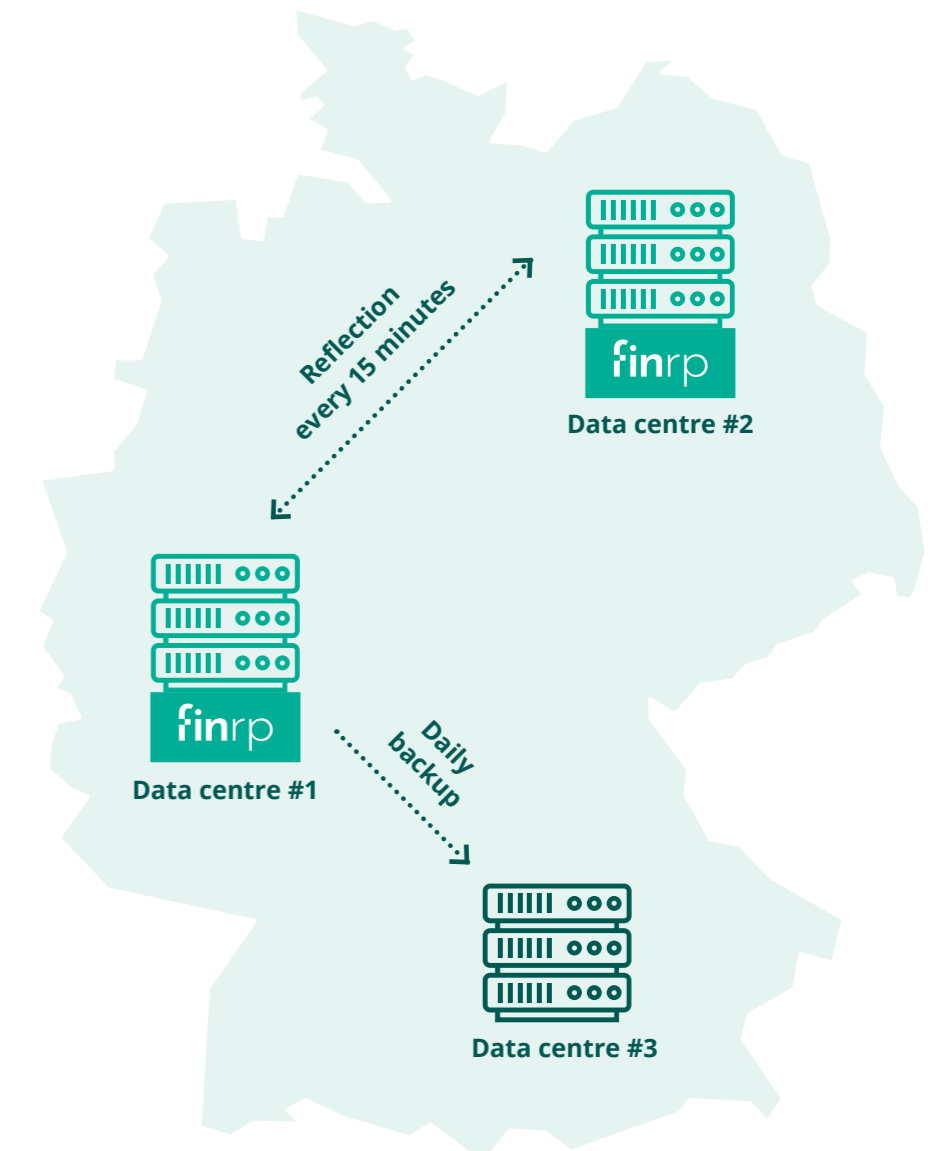 Reflection
every 15 minutes
finrp
Data centre #2
finrp
Data centre #1
Daily
backup
Data centre #3